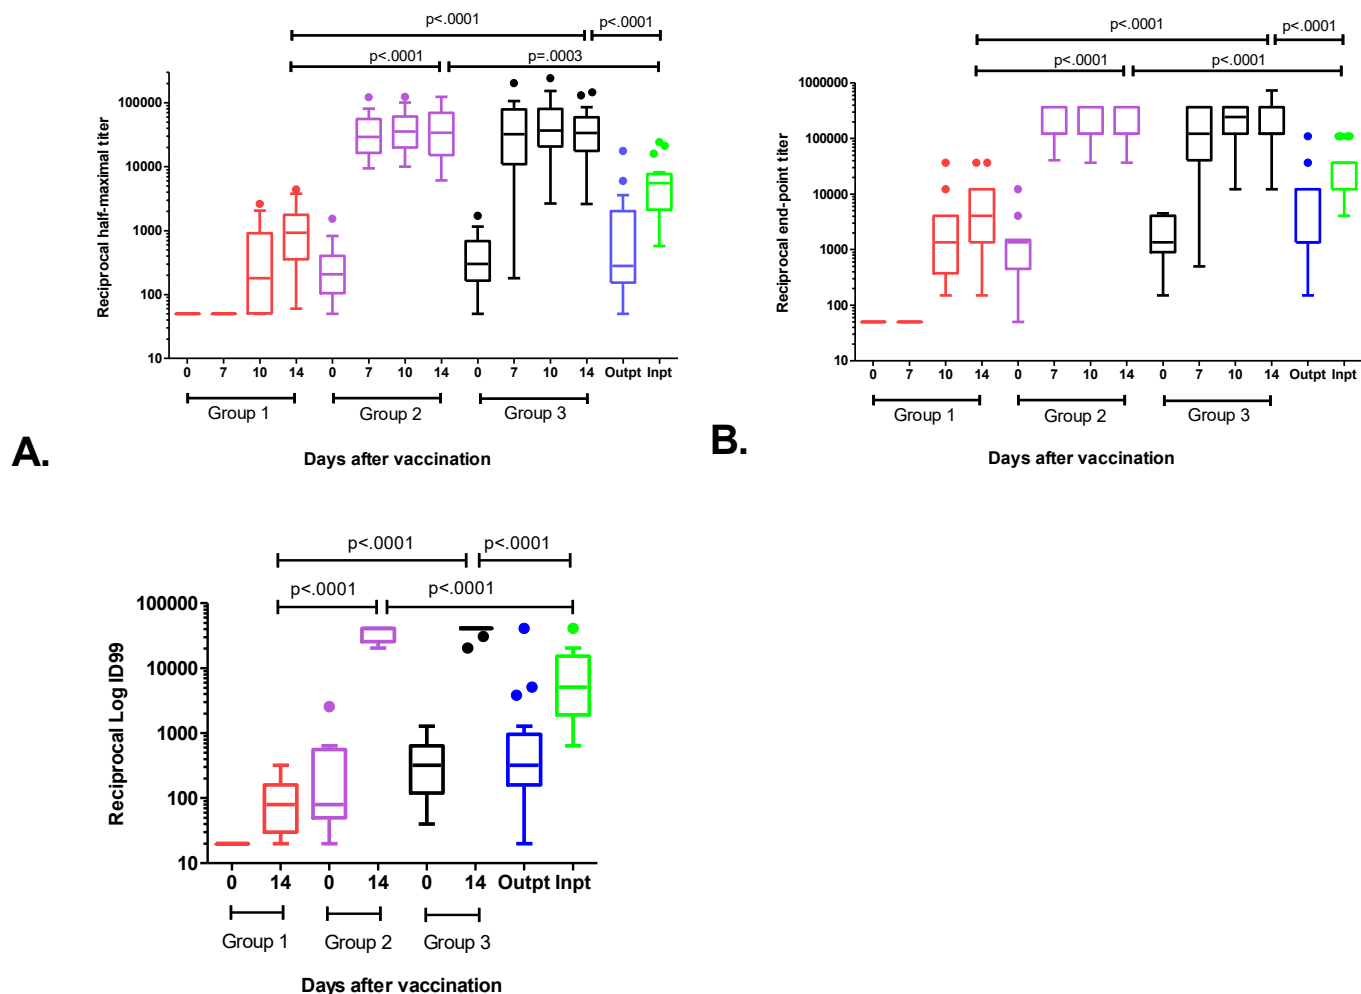 p<.0001
p<.0001
p<.0001
p=.0003
Reciprocal half-maximal titer
100000
10000
1000
100
10
0 7 10 14 0 7 10 14 0 7 10 14 Outpt Inpt
Group 1 Group 2 Group 3
A.
Days after vaccination
p<.0001
p<.0001
p<.0001
p<.0001
Reciprocal end-point titer
1000000
100000
10000
1000
100
10
0 7 10 14 0 7 10 14 0 7 10 14 Outpt Inpt
Group 1 Group 2 Group 3
B.
Days after vaccination
p<.0001
p<.0001
p<.0001
p<.0001
Reciprocal Log ID99
100000
10000
1000
100
10
0 14 0 14 0 14 Outpt Inpt
Group 1 Group 2 Group 3
Days after vaccination